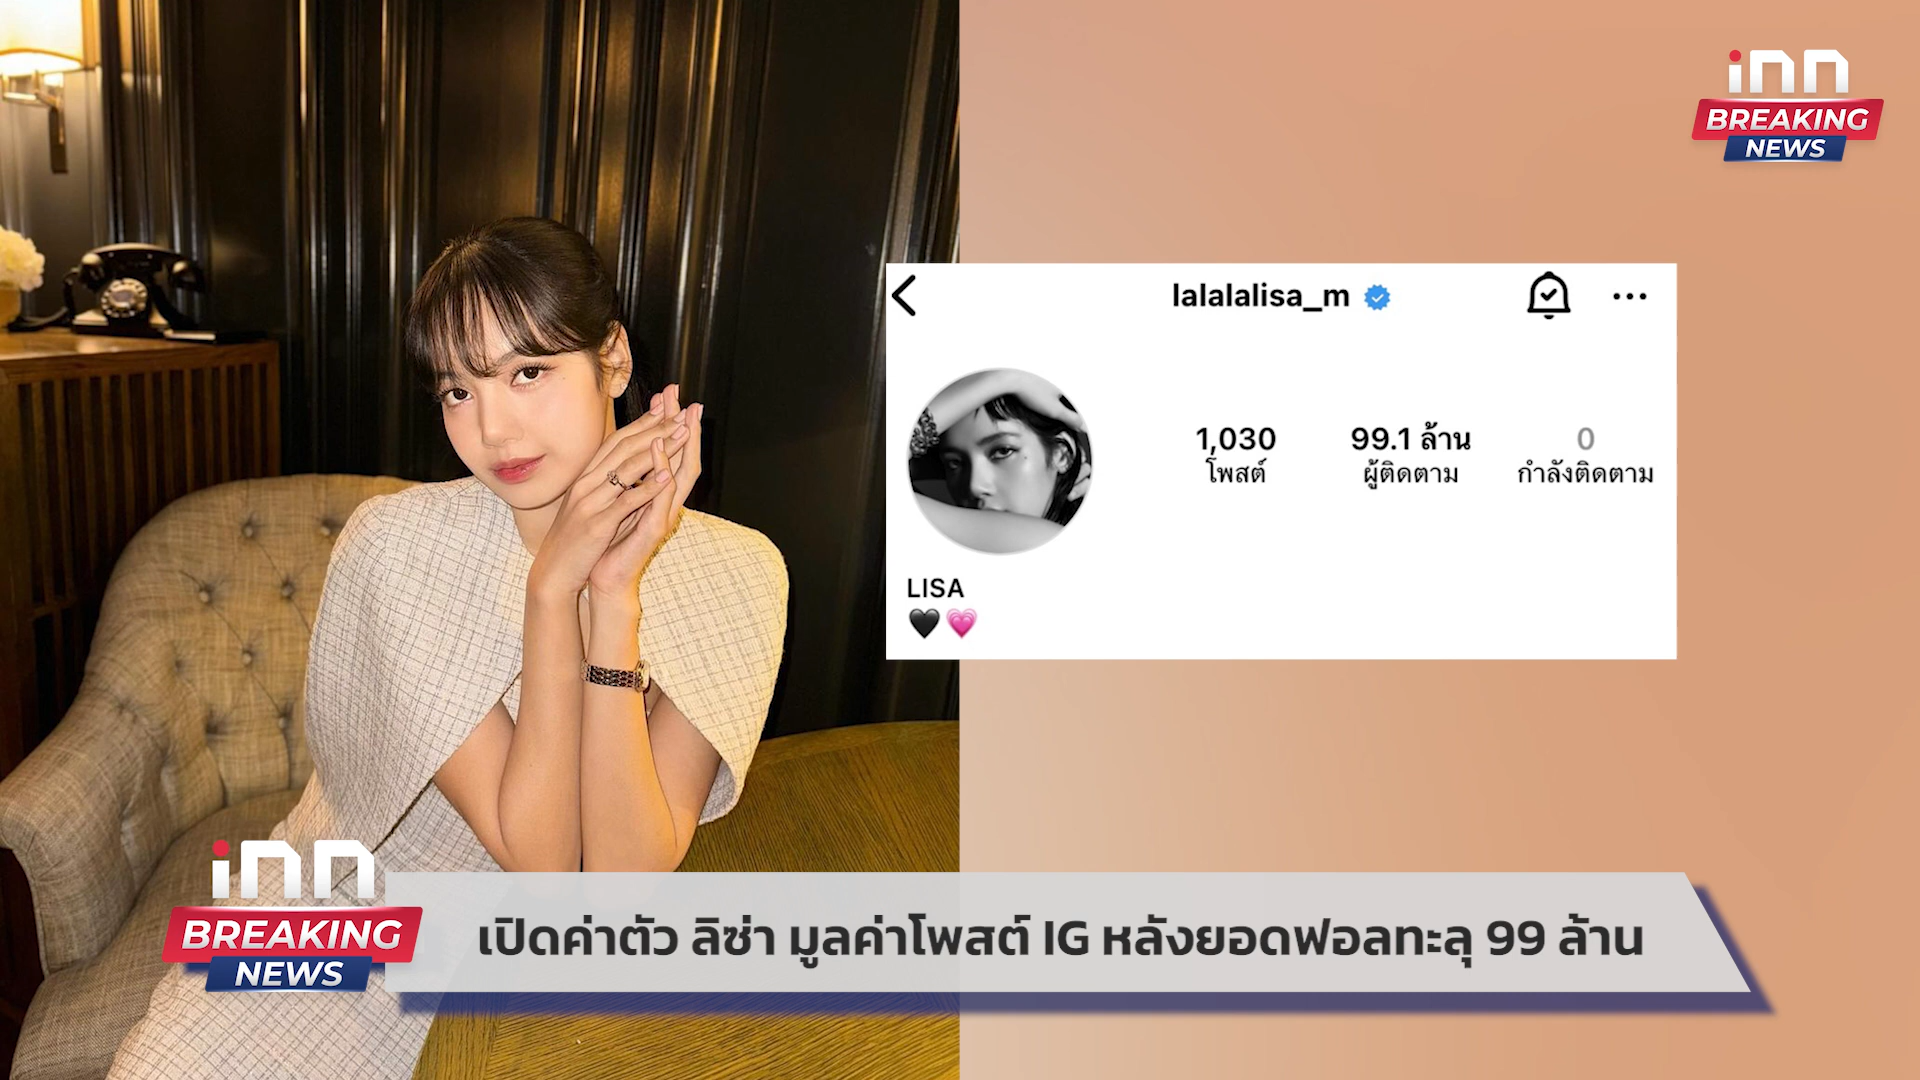 inn
BREAKING
NEWS
lalalalisa_m
1,030
โพสต์
99.1 ล้าน
ผู้ติดตาม
0
กำลังติดตาม
LISA
🖤💗
inn
BREAKING
NEWS
เปิดค่าตัว ลิซ่า มูลค่าโพสต์ IG หลังยอดฟอลทะลุ 99 ล้าน